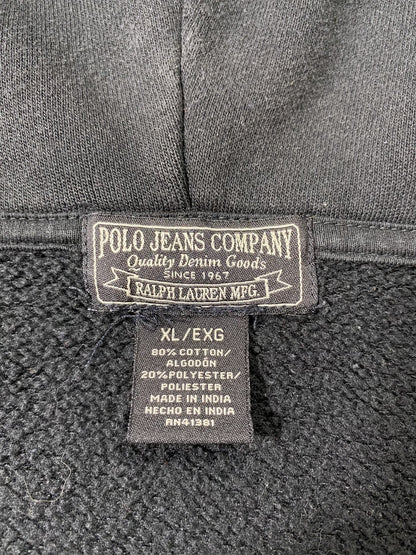 POLO JEANS COMPANY
Quality Denim Goods
SINCE 1967
RALPH LAUREN MFG.
XL/EXG
80% COTTON/
ALGODÓN
20% POLYESTER/
POLIESTER
MADE IN INDIA
HECHO EN INDIA
RN41381